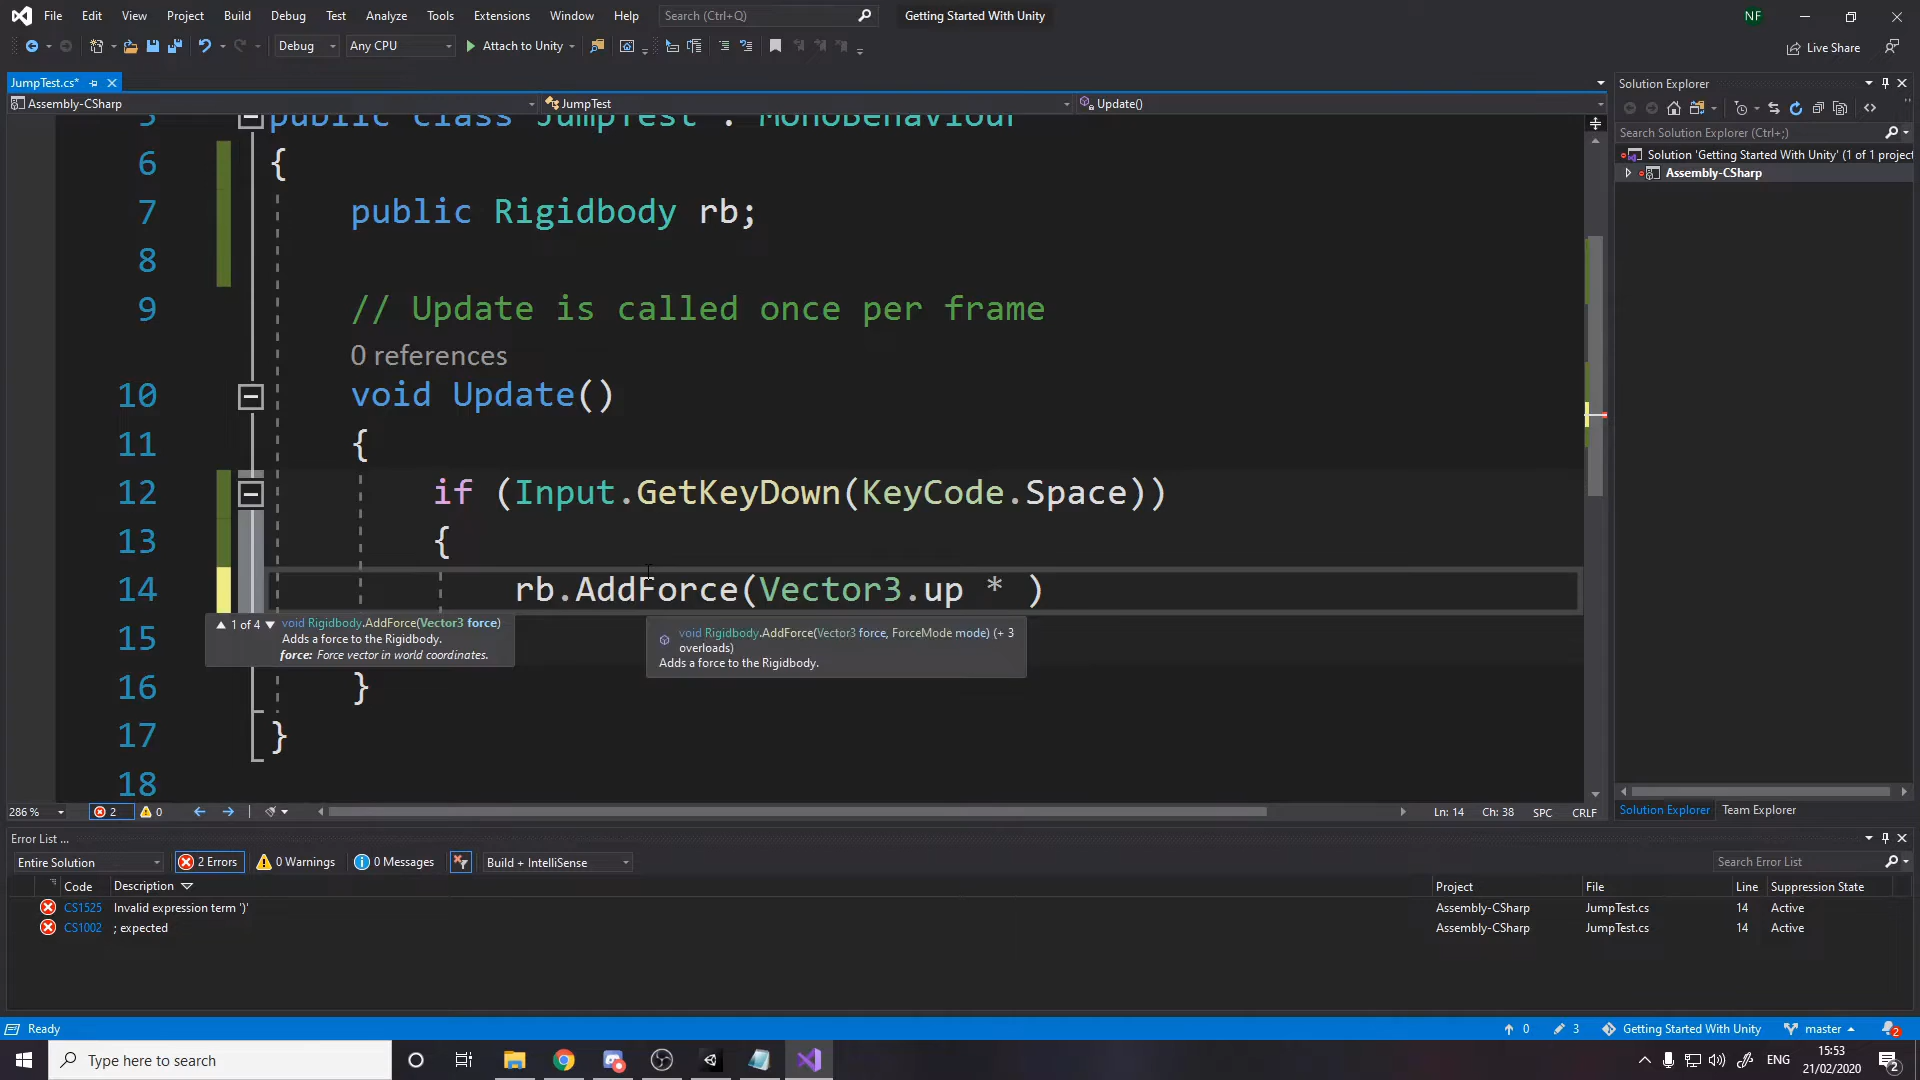 File Edit View Project Build Debug Test Analyze Tools Extensions Window Help Search (Ctrl+Q) Getting Started With Unity NF
Debug Any CPU Attach to Unity Live Share
JumpTest.cs*
Assembly-CSharp JumpTest Update()
5 public class JumpTest : MonoBehaviour
6 {
7 public Rigidbody rb;
8
9 // Update is called once per frame
0 references
10 void Update()
11 {
12 if (Input.GetKeyDown(KeyCode.Space))
13 {
14 rb.AddForce(Vector3.up * )
15
16 }
17 }
18
1 of 4 void Rigidbody.AddForce(Vector3 force)
Adds a force to the Rigidbody.
force: Force vector in world coordinates.
void Rigidbody.AddForce(Vector3 force, ForceMode mode) (+ 3
overloads)
Adds a force to the Rigidbody.
Solution Explorer
Search Solution Explorer (Ctrl+;)
Solution 'Getting Started With Unity' (1 of 1 project
Assembly-CSharp
Solution Explorer Team Explorer
286 % 2 0 Ln: 14 Ch: 38 SPC CRLF
Error List ...
Entire Solution 2 Errors 0 Warnings 0 Messages Build + IntelliSense Search Error List
Code Description Project File Line Suppression State
CS1525 Invalid expression term ')' Assembly-CSharp JumpTest.cs 14 Active
CS1002 ; expected Assembly-CSharp JumpTest.cs 14 Active
Ready 0 3 Getting Started With Unity master 2
Type here to search ENG 15:53
21/02/2020 2